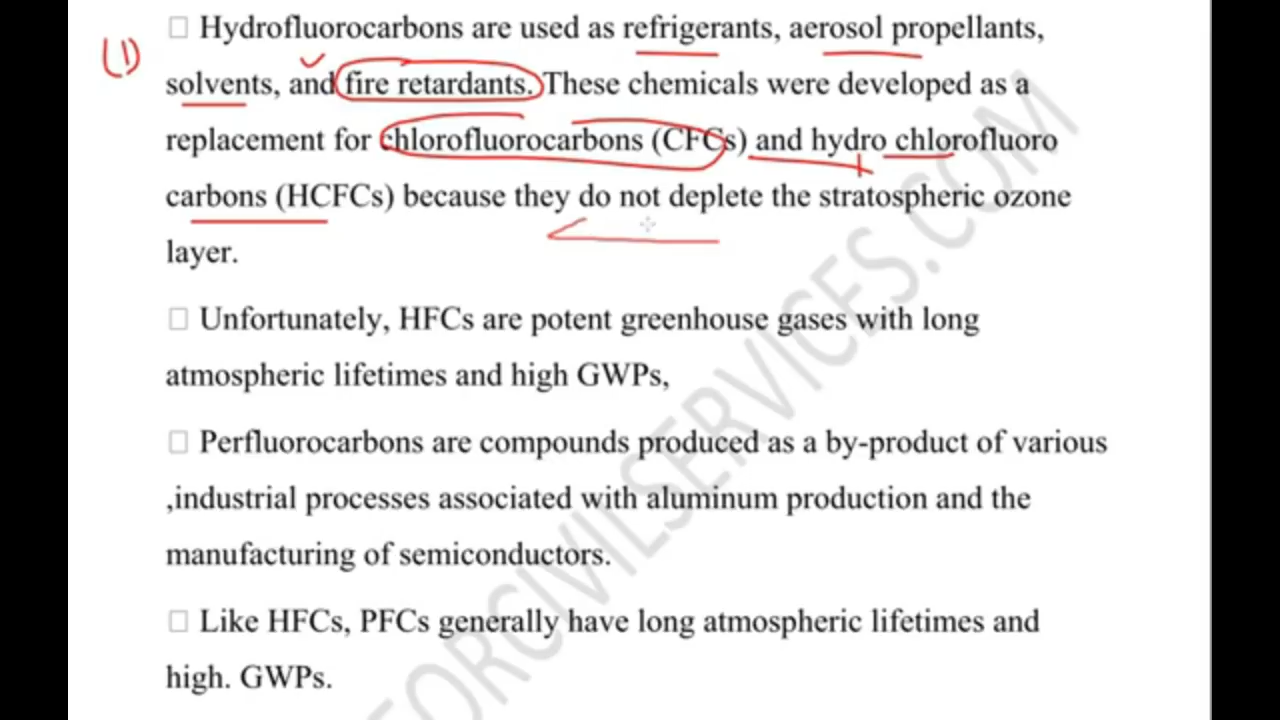 (1)
□ Hydrofluorocarbons are used as refrigerants, aerosol propellants,
solvents, and fire retardants. These chemicals were developed as a
replacement for chlorofluorocarbons (CFCs) and hydro chlorofluoro
carbons (HCFCs) because they do not deplete the stratospheric ozone
layer.
□ Unfortunately, HFCs are potent greenhouse gases with long
atmospheric lifetimes and high GWPs,
□ Perfluorocarbons are compounds produced as a by-product of various
,industrial processes associated with aluminum production and the
manufacturing of semiconductors.
□ Like HFCs, PFCs generally have long atmospheric lifetimes and
high. GWPs.
FORCIVILSERVICES.COM